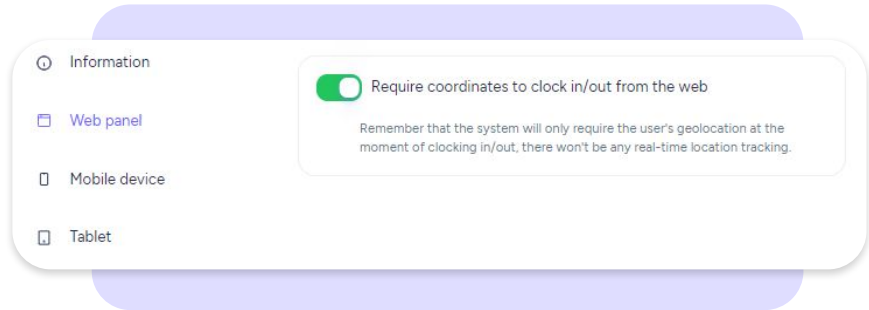 Information
Web panel
Mobile device
Tablet
Require coordinates to clock in/out from the web
Remember that the system will only require the user's geolocation at the
moment of clocking in/out, there won't be any real-time location tracking.